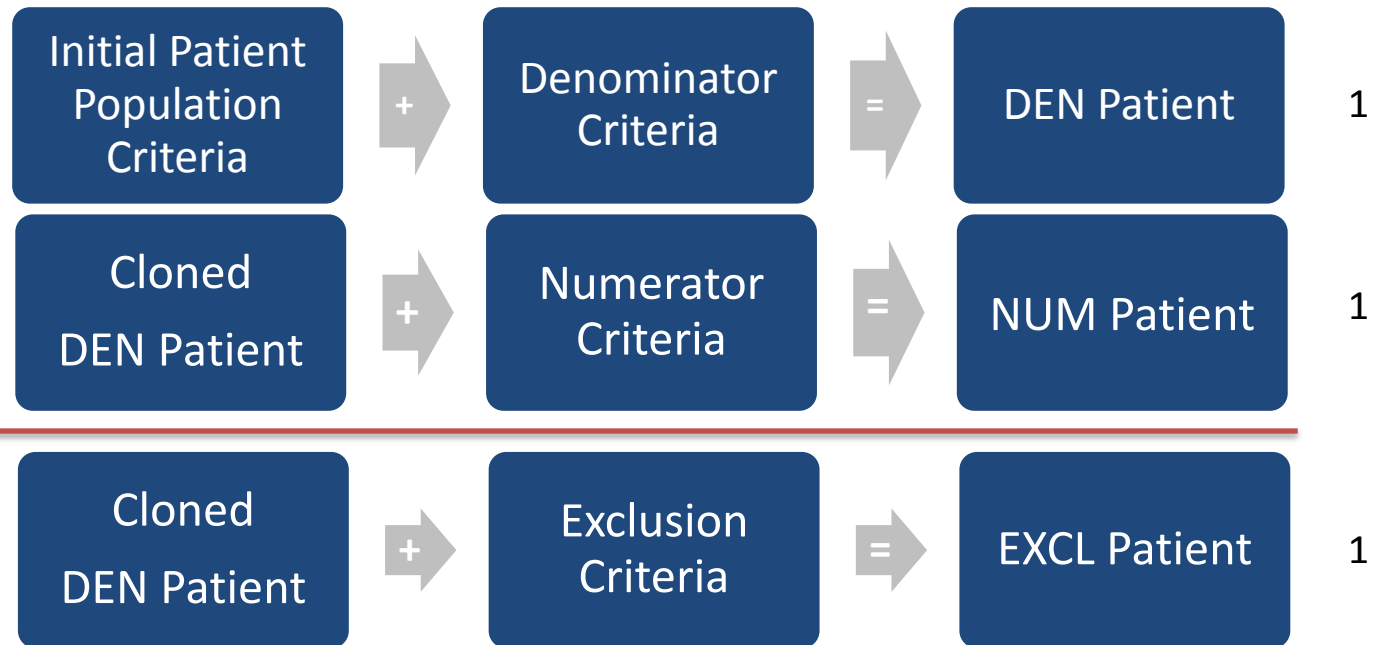 Initial Patient
Population
Criteria
+
Denominator
Criteria
=
DEN Patient
1
Cloned
DEN Patient
+
Numerator
Criteria
=
NUM Patient
1
Cloned
DEN Patient
+
Exclusion
Criteria
=
EXCL Patient
1